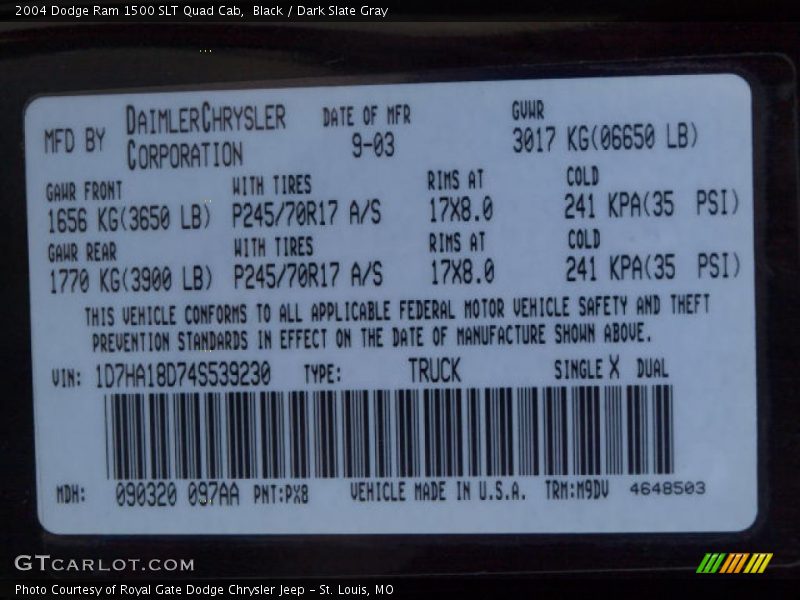 2004 Dodge Ram 1500 SLT Quad Cab,  Black / Dark Slate Gray
MFD BY DAIMLERCHRYSLER CORPORATION DATE OF MFR 9-03 GVWR 3017 KG(06650 LB)
GAWR FRONT WITH TIRES RIMS AT COLD
1656 KG(3650 LB) P245/70R17 A/S 17X8.0 241 KPA(35 PSI)
GAWR REAR WITH TIRES RIMS AT COLD
1770 KG(3900 LB) P245/70R17 A/S 17X8.0 241 KPA(35 PSI)
THIS VEHICLE CONFORMS TO ALL APPLICABLE FEDERAL MOTOR VEHICLE SAFETY AND THEFT
PREVENTION STANDARDS IN EFFECT ON THE DATE OF MANUFACTURE SHOWN ABOVE.
VIN: 1D7HA18D74S539230 TYPE: TRUCK SINGLE X DUAL
MDH: 090320 097AA PNT:PX8 VEHICLE MADE IN U.S.A. TRM:M9DV 4648503
GTCARLOT.COM
Photo Courtesy of Royal Gate Dodge Chrysler Jeep - St. Louis, MO